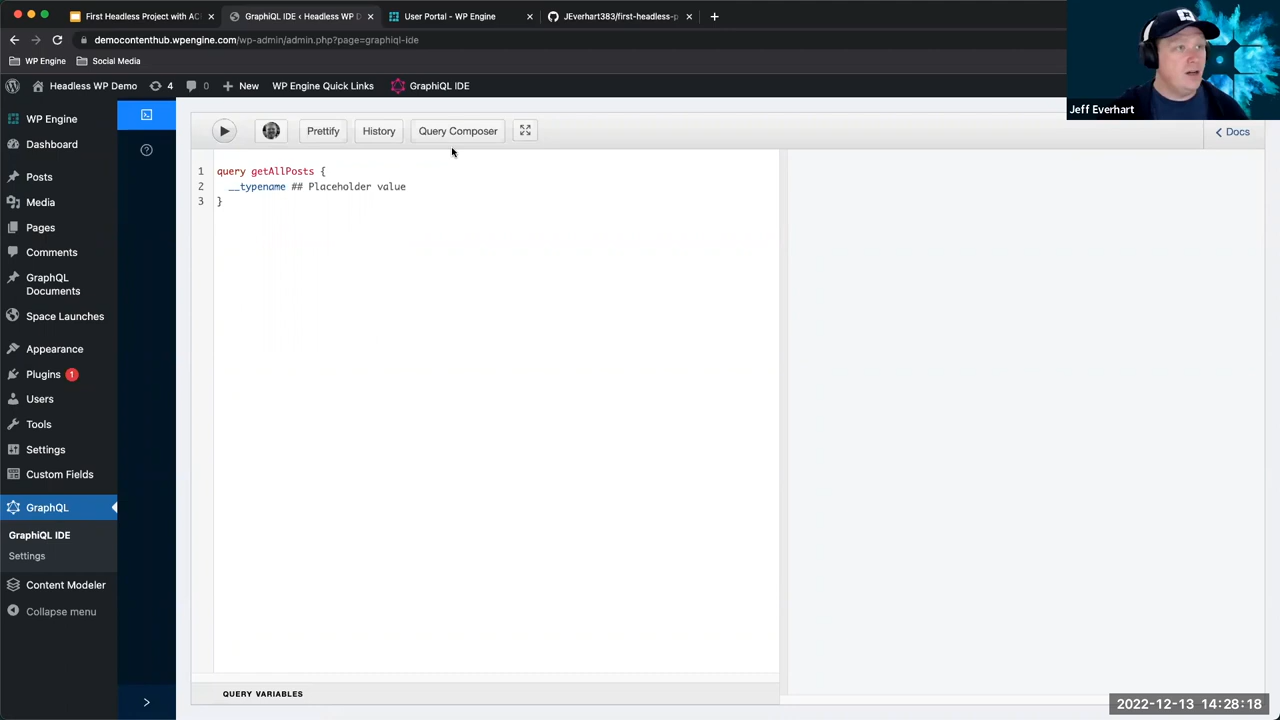 First Headless Project with AC
GraphiQL IDE ‹ Headless WP D
User Portal - WP Engine
JEverhart383/first-headless-p
democontenthub.wpengine.com/wp-admin/admin.php?page=graphiql-ide
WP Engine
Social Media
Headless WP Demo
4
0
New
WP Engine Quick Links
GraphiQL IDE
Jeff Everhart
WP Engine
Dashboard
Posts
Media
Pages
Comments
GraphQL
Documents
Space Launches
Appearance
Plugins 1
Users
Tools
Settings
Custom Fields
GraphQL
GraphiQL IDE
Settings
Content Modeler
Collapse menu
Prettify
History
Query Composer
Docs
1 query getAllPosts {
2 __typename ## Placeholder value
3 }
QUERY VARIABLES
2022-12-13 14:28:18